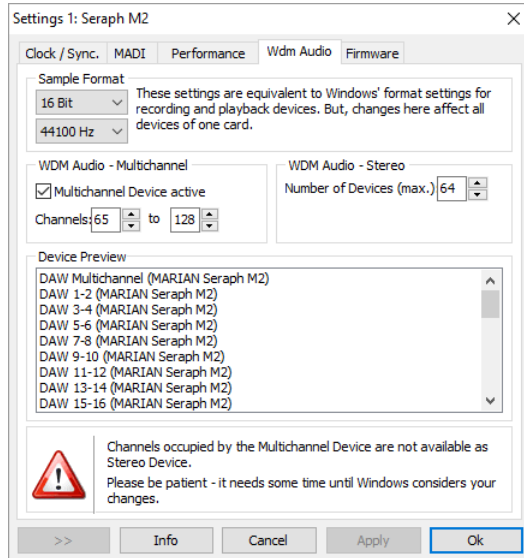 Settings 1: Seraph M2
Clock / Sync. MADI Performance Wdm Audio Firmware
Sample Format
16 Bit
44100 Hz
These settings are equivalent to Windows' format settings for
recording and playback devices. But, changes here affect all
devices of one card.
WDM Audio - Multichannel
Multichannel Device active
Channels: 65 to 128
WDM Audio - Stereo
Number of Devices (max.) 64
Device Preview
DAW Multichannel (MARIAN Seraph M2)
DAW 1-2 (MARIAN Seraph M2)
DAW 3-4 (MARIAN Seraph M2)
DAW 5-6 (MARIAN Seraph M2)
DAW 7-8 (MARIAN Seraph M2)
DAW 9-10 (MARIAN Seraph M2)
DAW 11-12 (MARIAN Seraph M2)
DAW 13-14 (MARIAN Seraph M2)
DAW 15-16 (MARIAN Seraph M2)
Channels occupied by the Multichannel Device are not available as
Stereo Device.
Please be patient - it needs some time until Windows considers your
changes.
>> Info Cancel Apply Ok